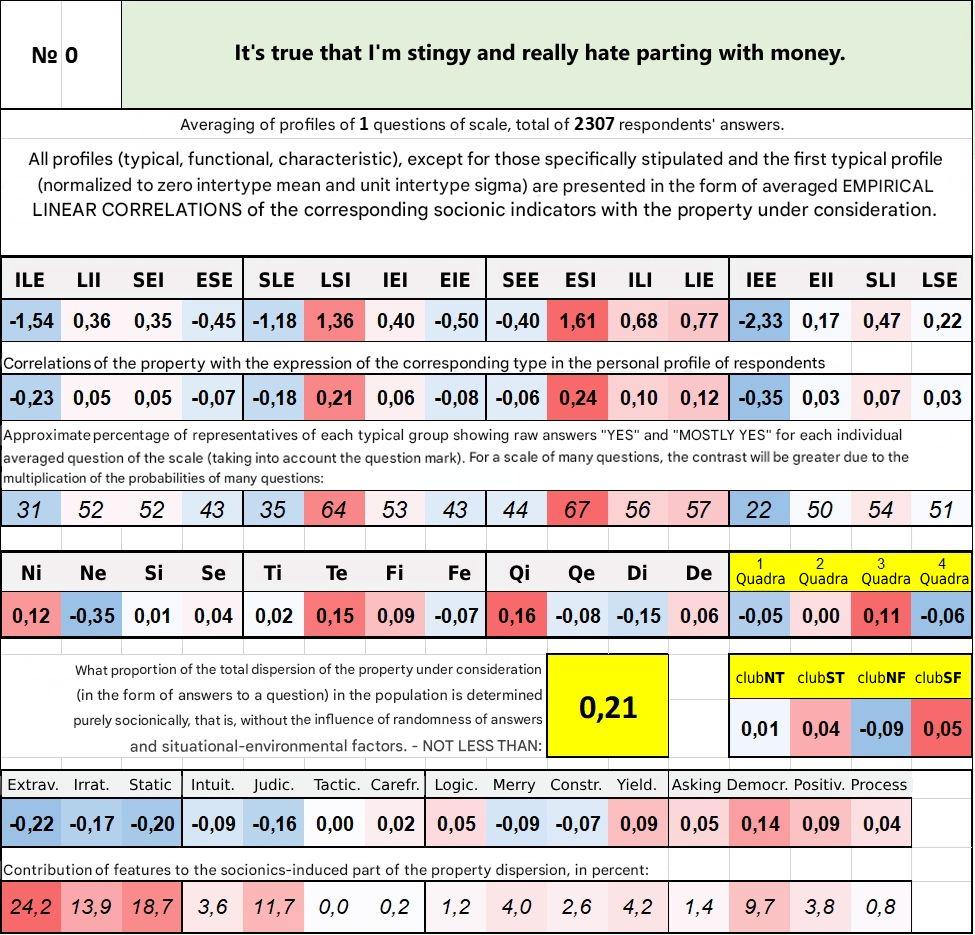 № 0
It's true that I'm stingy and really hate parting with money.
Averaging of profiles of 1 questions of scale, total of 2307 respondents' answers.
All profiles (typical, functional, characteristic), except for those specifically stipulated and the first typical profile
(normalized to zero intertype mean and unit intertype sigma) are presented in the form of averaged EMPIRICAL
LINEAR CORRELATIONS of the corresponding socionic indicators with the property under consideration.
ILE LII SEI ESE SLE LSI IEI EIE SEE ESI ILI LIE IEE EII SLI LSE
-1,54 0,36 0,35 -0,45 -1,18 1,36 0,40 -0,50 -0,40 1,61 0,68 0,77 -2,33 0,17 0,47 0,22
Correlations of the property with the expression of the corresponding type in the personal profile of respondents
-0,23 0,05 0,05 -0,07 -0,18 0,21 0,06 -0,08 -0,06 0,24 0,10 0,12 -0,35 0,03 0,07 0,03
Approximate percentage of representatives of each typical group showing raw answers "YES" and "MOSTLY YES" for each individual
averaged question of the scale (taking into account the question mark). For a scale of many questions, the contrast will be greater due to the
multiplication of the probabilities of many questions:
31 52 52 43 35 64 53 43 44 67 56 57 22 50 54 51
Ni Ne Si Se Ti Te Fi Fe Qi Qe Di De 1 Quadra 2 Quadra 3 Quadra 4 Quadra
0,12 -0,35 0,01 0,04 0,02 0,15 0,09 -0,07 0,16 -0,08 -0,15 0,06 -0,05 0,00 0,11 -0,06
What proportion of the total dispersion of the property under consideration
(in the form of answers to a question) in the population is determined
purely socionically, that is, without the influence of randomness of answers
and situational-environmental factors. - NOT LESS THAN:
0,21
clubNT clubST clubNF clubSF
0,01 0,04 -0,09 0,05
Extrav. Irrat. Static Intuit. Judic. Tactic. Carefr. Logic. Merry Constr. Yield. Asking Democr. Positiv. Process
-0,22 -0,17 -0,20 -0,09 -0,16 0,00 0,02 0,05 -0,09 -0,07 0,09 0,05 0,14 0,09 0,04
Contribution of features to the socionics-induced part of the property dispersion, in percent:
24,2 13,9 18,7 3,6 11,7 0,0 0,2 1,2 4,0 2,6 4,2 1,4 9,7 3,8 0,8